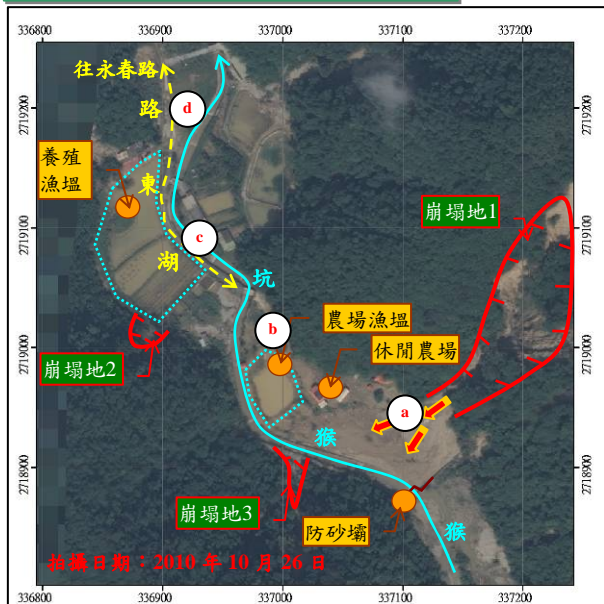 336800 336900 337000 337100 337200
往永春路
2719200
2719200
路
d
養殖
漁塭
東
崩塌地1
2719100
2719100
c
湖
坑
b
農場漁塭
2719000
2719000
休閒農場
崩塌地2
a
猴
2718900
2718900
崩塌地3
防砂壩
猴
拍攝日期：2010 年 10 月 26 日
336800 336900 337000 337100 337200